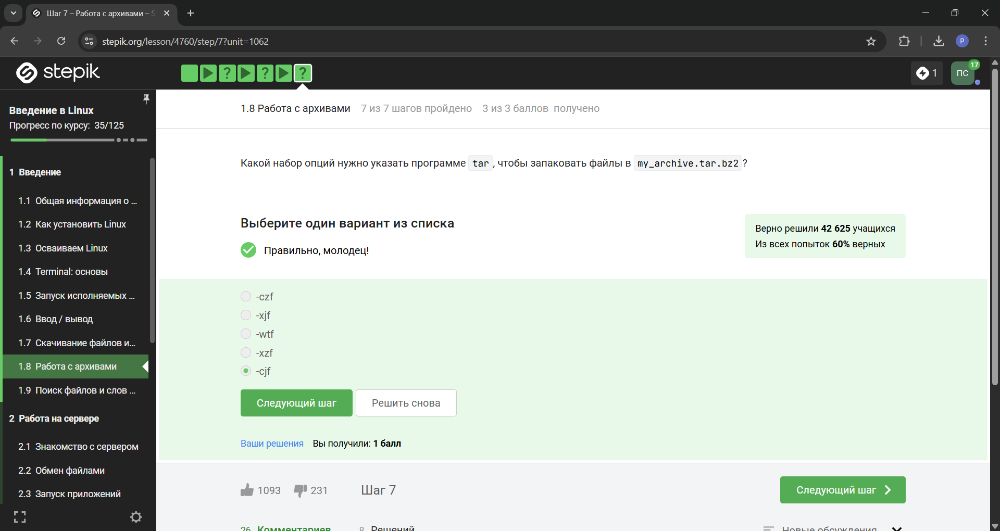 Шаг 7 – Работа с архивами – S
stepik.org/lesson/4760/step/7?unit=1062
P
stepik
? ? ?
1
ПС
17
Введение в Linux
Прогресс по курсу: 35/125
1 Введение
1.1 Общая информация о ...
1.2 Как установить Linux
1.3 Осваиваем Linux
1.4 Terminal: основы
1.5 Запуск исполняемых ...
1.6 Ввод / вывод
1.7 Скачивание файлов и...
1.8 Работа с архивами
1.9 Поиск файлов и слов ...
2 Работа на сервере
2.1 Знакомство с сервером
2.2 Обмен файлами
2.3 Запуск приложений
1.8 Работа с архивами 7 из 7 шагов пройдено 3 из 3 баллов получено
Какой набор опций нужно указать программе tar, чтобы запаковать файлы в my_archive.tar.bz2?
Выберите один вариант из списка
Правильно, молодец!
Верно решили 42 625 учащихся
Из всех попыток 60% верных
-czf
-xjf
-wtf
-xzf
-cjf
Следующий шаг Решить снова
Ваши решения Вы получили: 1 балл
1093 231 Шаг 7
Следующий шаг
26 Комментариев 8 Решений Новые обсуждения